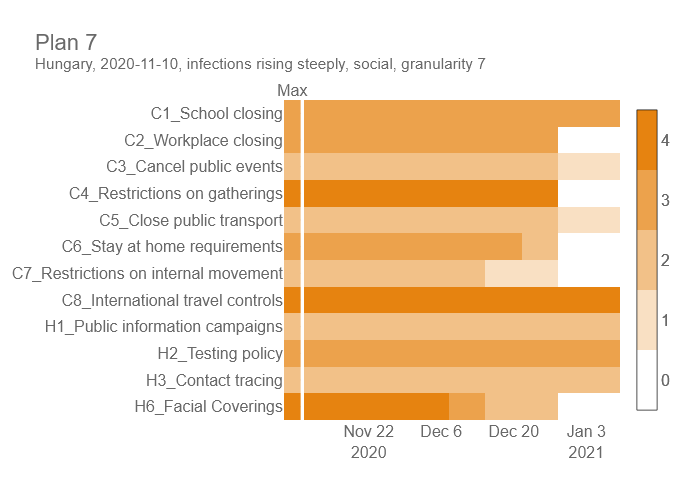 Plan 7
Hungary, 2020-11-10, infections rising steeply, social, granularity 7
Max
C1_School closing
C2_Workplace closing
C3_Cancel public events
C4_Restrictions on gatherings
C5_Close public transport
C6_Stay at home requirements
C7_Restrictions on internal movement
C8_International travel controls
H1_Public information campaigns
H2_Testing policy
H3_Contact tracing
H6_Facial Coverings
Nov 22 Dec 6 Dec 20 Jan 3
2020 2021
4
3
2
1
0